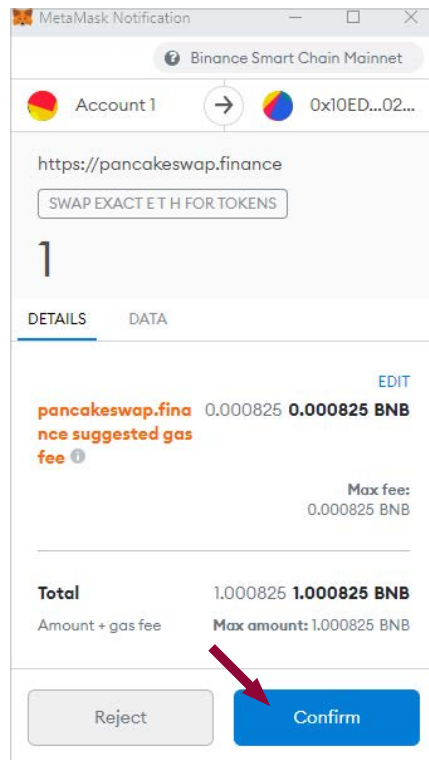 MetaMask Notification
Binance Smart Chain Mainnet
Account 1
0x10ED...02...
https://pancakeswap.finance
SWAP EXACT E T H FOR TOKENS
1
DETAILS DATA
EDIT
pancakeswap.fina 0.000825 0.000825 BNB
nce suggested gas
fee
Max fee:
0.000825 BNB
Total 1.000825 1.000825 BNB
Amount + gas fee Max amount: 1.000825 BNB
Reject Confirm